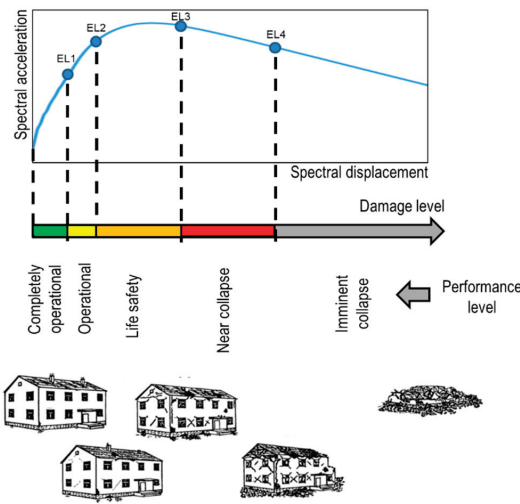 Spectral acceleration
EL1
EL2
EL3
EL4
Spectral displacement
Damage level
Completely
operational
Operational
Life safety
Near collapse
Imminent
collapse
Performance
level